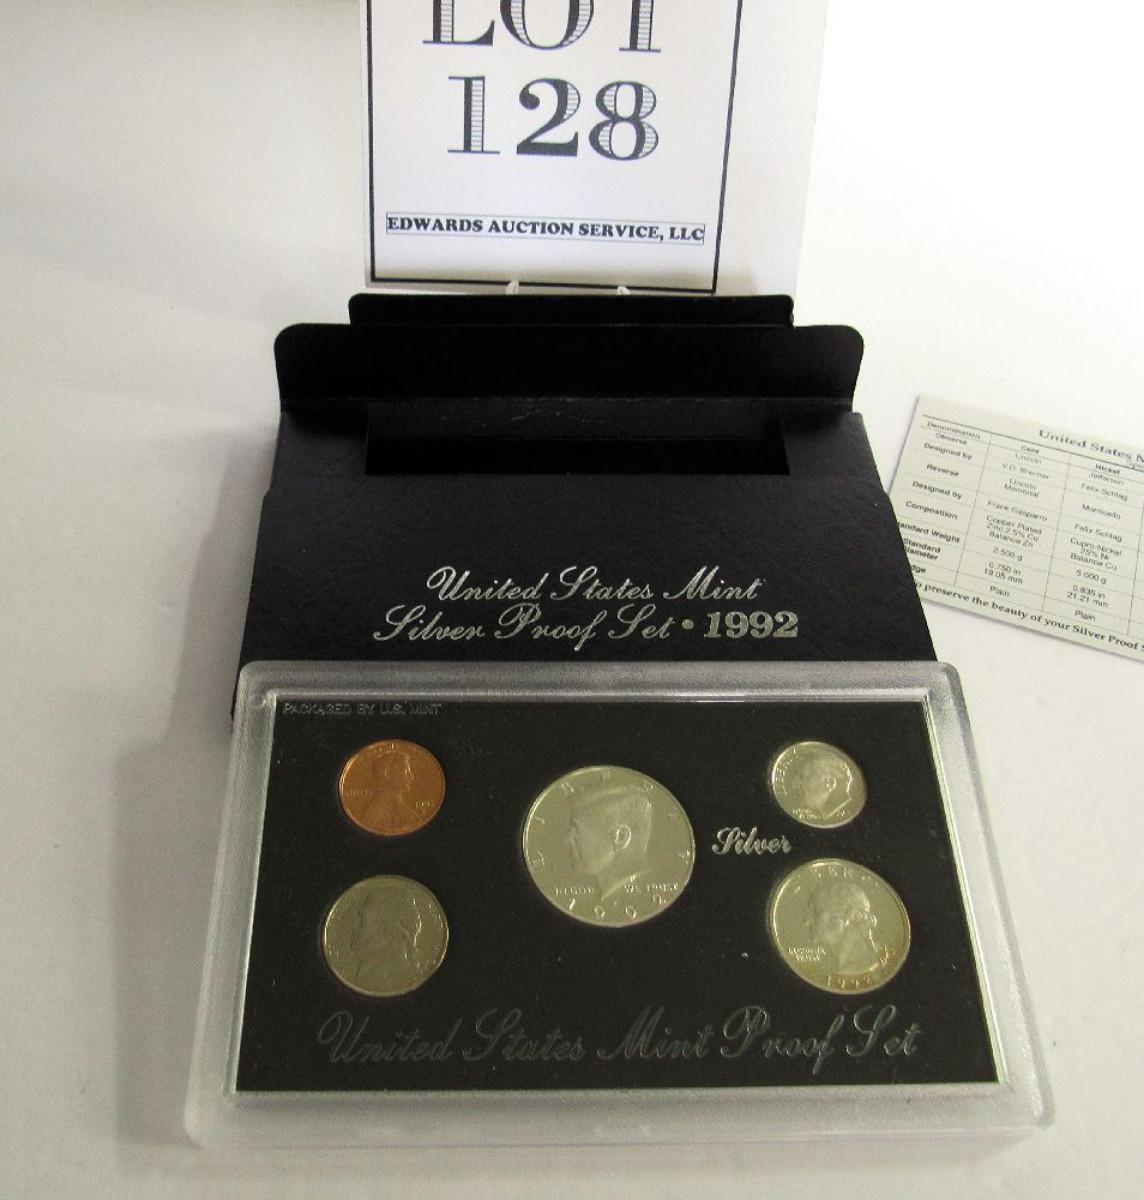 LOT
128
EDWARDS AUCTION SERVICE, LLC
United States Mint
Silver Proof Set • 1992
Denomination Cent Nickel
United States M
Obverse Lincoln Jefferson
Designed by V.D. Brenner Felix Schlag
Reverse Lincoln Memorial Monticello
Designed by Frank Gasparro Felix Schlag
Composition Copper Plated Zinc 2.5% Cu Balance Zn Cupro-Nickel 25% Ni Balance Cu
tandard Weight 2.500 g 5.000 g
Standard 0.750 in 19.05 mm 0.835 in 21.21 mm
Plain Plain
o preserve the beauty of your Silver Proof S
PACKAGED BY U.S. MINT
Silver
WE TRUST
1992
United States Mint Proof Set